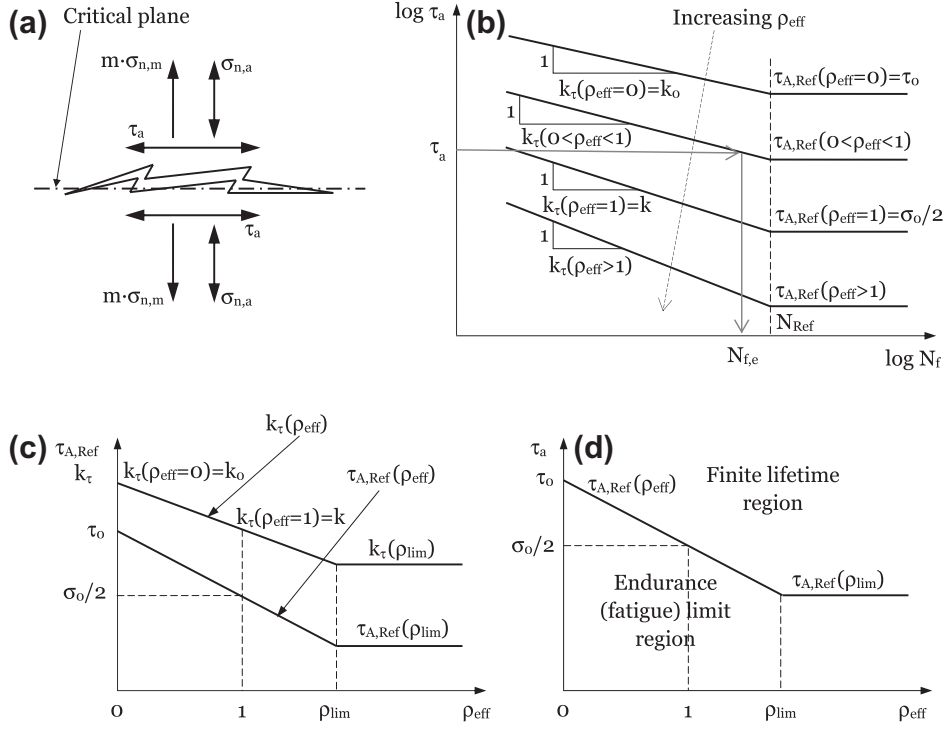 (a)
Critical plane
m·σn,m
σn,a
τa
τa
m·σn,m
σn,a
(b)
log τa
Increasing ρeff
1
kτ(ρeff=0)=ko
τA,Ref(ρeff=0)=τo
1
kτ(0<ρeff<1)
τA,Ref(0<ρeff<1)
τa
1
kτ(ρeff=1)=k
τA,Ref(ρeff=1)=σo/2
1
kτ(ρeff>1)
τA,Ref(ρeff>1)
NRef
Nf,e
log Nf
(c)
kτ(ρeff)
τA,Ref
kτ
kτ(ρeff=0)=ko
τA,Ref(ρeff)
kτ(ρeff=1)=k
τo
kτ(ρlim)
σo/2
τA,Ref(ρlim)
0
1
ρlim
ρeff
(d)
τa
τo
τA,Ref(ρeff)
Finite lifetime
region
σo/2
Endurance
(fatigue) limit
region
τA,Ref(ρlim)
0
1
ρlim
ρeff